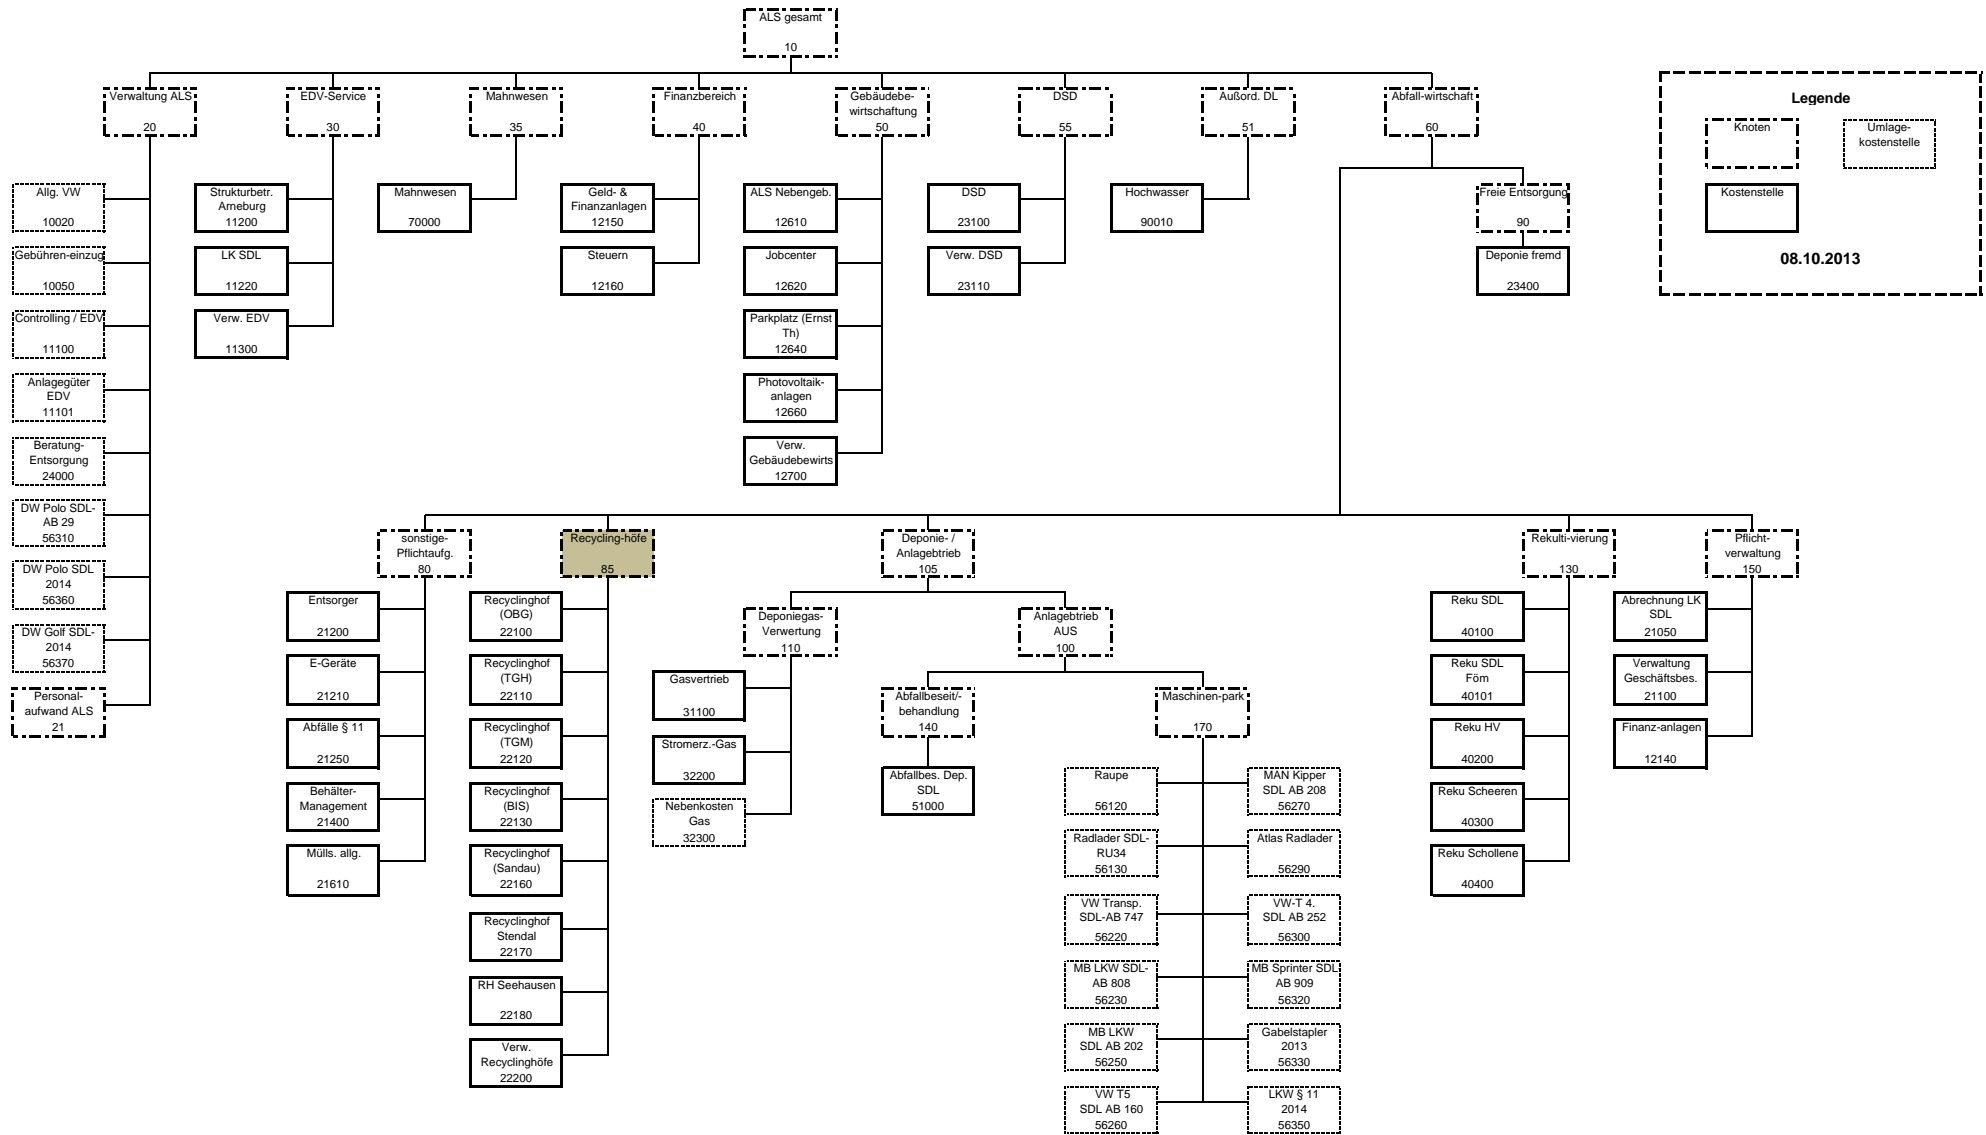 ALS gesamt
10
Verwaltung ALS
20
EDV-Service
30
Mahnwesen
35
Finanzbereich
40
Gebäudebe-
wirtschaftung
50
DSD
55
Außord. DL
51
Abfall-wirtschaft
60
Legende
Knoten
Umlage-
kostenstelle
Kostenstelle
08.10.2013
Allg. VW
10020
Gebühren-einzug
10050
Controlling / EDV
11100
Anlagegüter
EDV
11101
Beratung-
Entsorgung
24000
DW Polo SDL-
AB 29
56310
DW Polo SDL
2014
56360
DW Golf SDL-
2014
56370
Personal-
aufwand ALS
21
Strukturbetr.
Arneburg
11200
LK SDL
11220
Verw. EDV
11300
Mahnwesen
70000
Geld- &
Finanzanlagen
12150
Steuern
12160
ALS Nebengeb.
12610
Jobcenter
12620
Parkplatz (Ernst
Th)
12640
Photovoltaik-
anlagen
12660
Verw.
Gebäudebewirts
12700
DSD
23100
Verw. DSD
23110
Hochwasser
90010
Freie Entsorgung
90
Deponie fremd
23400
sonstige-
Pflichtaufg.
80
Entsorger
21200
E-Geräte
21210
Abfälle § 11
21250
Behälter-
Management
21400
Mülls. allg.
21610
Recycling-höfe
85
Recyclinghof
(OBG)
22100
Recyclinghof
(TGH)
22110
Recyclinghof
(TGM)
22120
Recyclinghof
(BIS)
22130
Recyclinghof
(Sandau)
22160
Recyclinghof
Stendal
22170
RH Seehausen
22180
Verw.
Recyclinghöfe
22200
Deponie- /
Anlagebtrieb
105
Deponiegas-
Verwertung
110
Gasvertrieb
31100
Stromerz.-Gas
32200
Nebenkosten
Gas
32300
Anlagebtrieb
AUS
100
Abfallbeseit/-
behandlung
140
Abfallbes. Dep.
SDL
51000
Maschinen-park
170
Raupe
56120
Radlader SDL-
RU34
56130
VW Transp.
SDL-AB 747
56220
MB LKW SDL-
AB 808
56230
MB LKW
SDL AB 202
56250
VW T5
SDL AB 160
56260
MAN Kipper
SDL AB 208
56270
Atlas Radlader
56290
VW-T 4.
SDL AB 252
56300
MB Sprinter SDL
AB 909
56320
Gabelstapler
2013
56330
LKW § 11
2014
56350
Rekulti-vierung
130
Reku SDL
40100
Reku SDL
Föm
40101
Reku HV
40200
Reku Scheeren
40300
Reku Schollene
40400
Pflicht-
verwaltung
150
Abrechnung LK
SDL
21050
Verwaltung
Geschäftsbes.
21100
Finanz-anlagen
12140